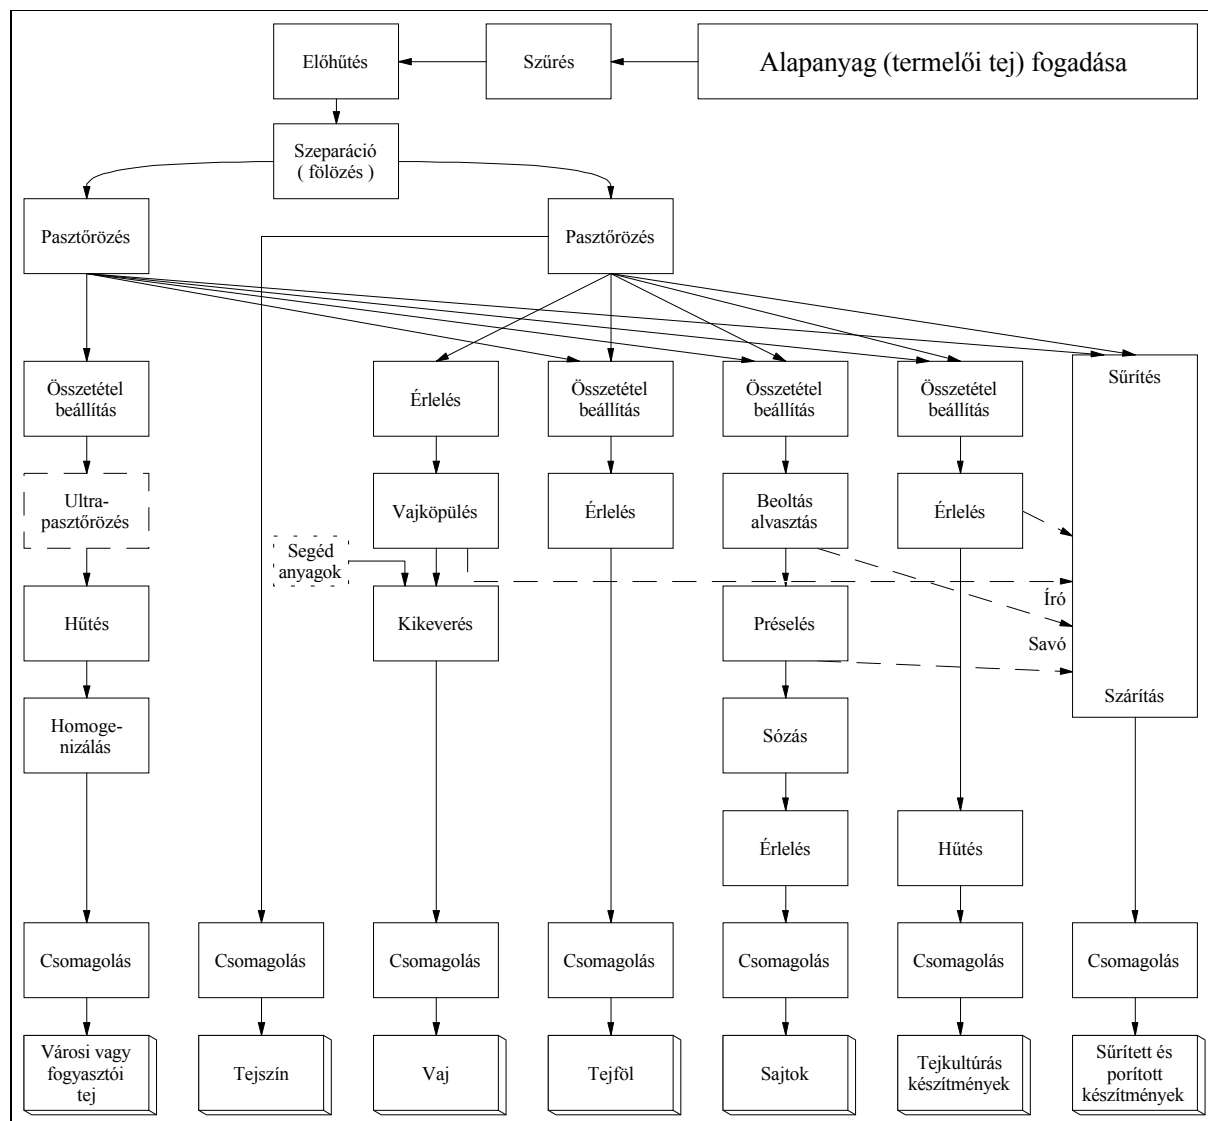 Előhűtés
Szűrés
Alapanyag (termelői tej) fogadása
Szeparáció
( fölözés )
Pasztőrözés
Pasztőrözés
Összetétel
beállítás
Érlelés
Összetétel
beállítás
Összetétel
beállítás
Összetétel
beállítás
Sűrítés
Ultra-
pasztőrözés
Vajköpülés
Érlelés
Beoltás
alvasztás
Érlelés
Segéd
anyagok
Hűtés
Kikeverés
Préselés
Író
Savó
Szárítás
Homoge-
nizálás
Sózás
Érlelés
Hűtés
Csomagolás
Csomagolás
Csomagolás
Csomagolás
Csomagolás
Csomagolás
Csomagolás
Városi vagy
fogyasztói
tej
Tejszín
Vaj
Tejföl
Sajtok
Tejkultúrás
készítmények
Sűrített és
porított
készítmények